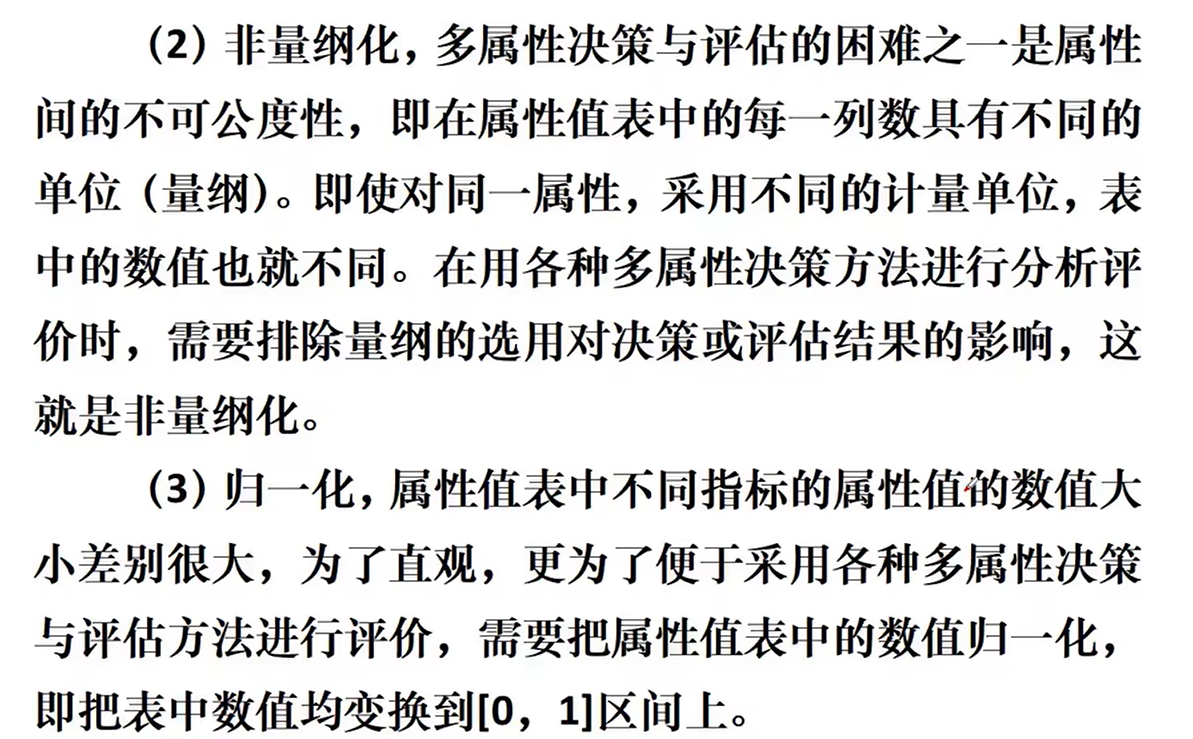 （2）非量纲化，多属性决策与评估的困难之一是属性
间的不可公度性，即在属性值表中的每一列数具有不同的
单位（量纲）。即使对同一属性，采用不同的计量单位，表
中的数值也就不同。在用各种多属性决策方法进行分析评
价时，需要排除量纲的选用对决策或评估结果的影响，这
就是非量纲化。
（3）归一化，属性值表中不同指标的属性值的数值大
小差别很大，为了直观，更为了便于采用各种多属性决策
与评估方法进行评价，需要把属性值表中的数值归一化，
即把表中数值均变换到[0，1]区间上。